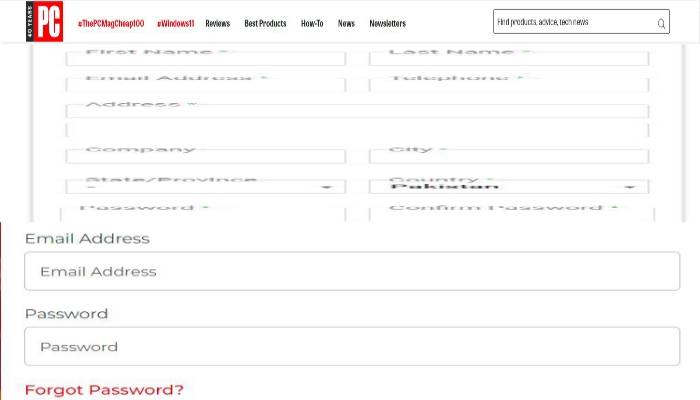 40 YEARS PC #ThePCMagCheap100 #Windows11 Reviews Best Products How-To News Newsletters Find products, advice, tech news
First Name * Last Name *
Email Address * Telephone *
Address *
Company City *
State/Province Country *
- Pakistan
Password * Confirm Password *
Email Address
Email Address
Password
Password
Forgot Password?